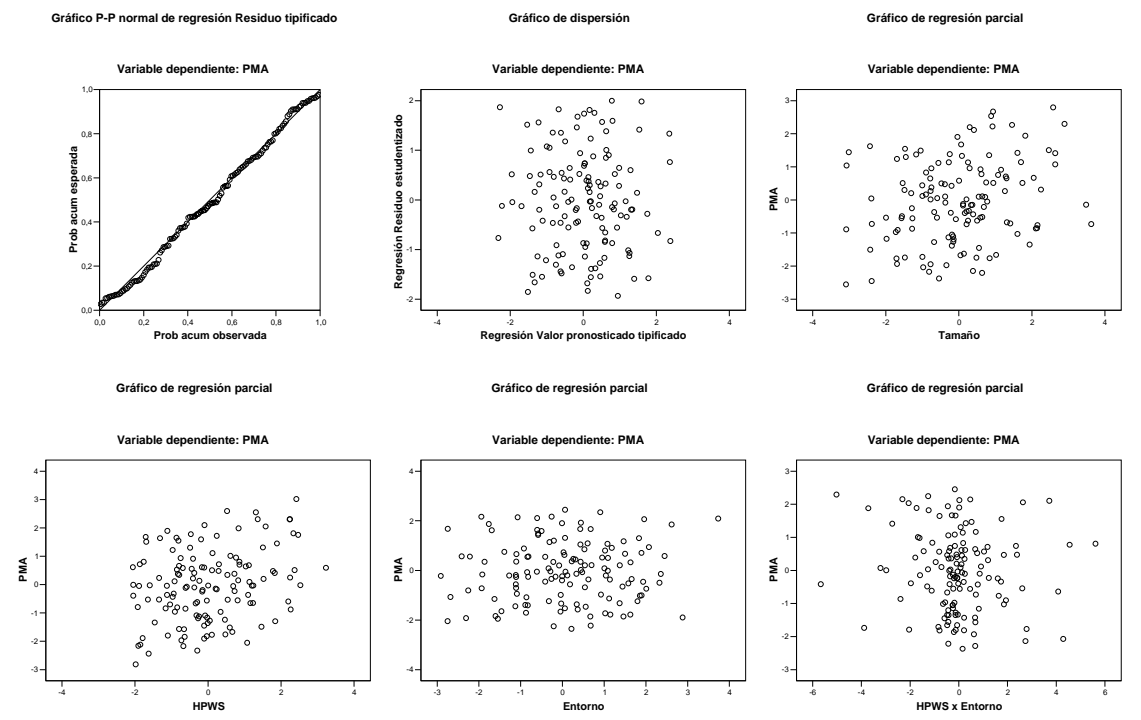 Gráfico P-P normal de regresión Residuo tipificado
Variable dependiente: PMA
Prob acum esperada
1,0
0,8
0,6
0,4
0,2
0,0
0,0 0,2 0,4 0,6 0,8 1,0
Prob acum observada
Gráfico de dispersión
Variable dependiente: PMA
Regresión Residuo estudentizado
2
1
0
-1
-2
-4 -2 0 2 4
Regresión Valor pronosticado tipificado
Gráfico de regresión parcial
Variable dependiente: PMA
PMA
3
2
1
0
-1
-2
-3
-4 -2 0 2 4
Tamaño
Gráfico de regresión parcial
Variable dependiente: PMA
PMA
4
3
2
1
0
-1
-2
-3
-4 -2 0 2 4
HPWS
Gráfico de regresión parcial
Variable dependiente: PMA
PMA
4
2
0
-2
-4
-3 -2 -1 0 1 2 3 4
Entorno
Gráfico de regresión parcial
Variable dependiente: PMA
PMA
3
2
1
0
-1
-2
-3
-6 -4 -2 0 2 4 6
HPWS x Entorno